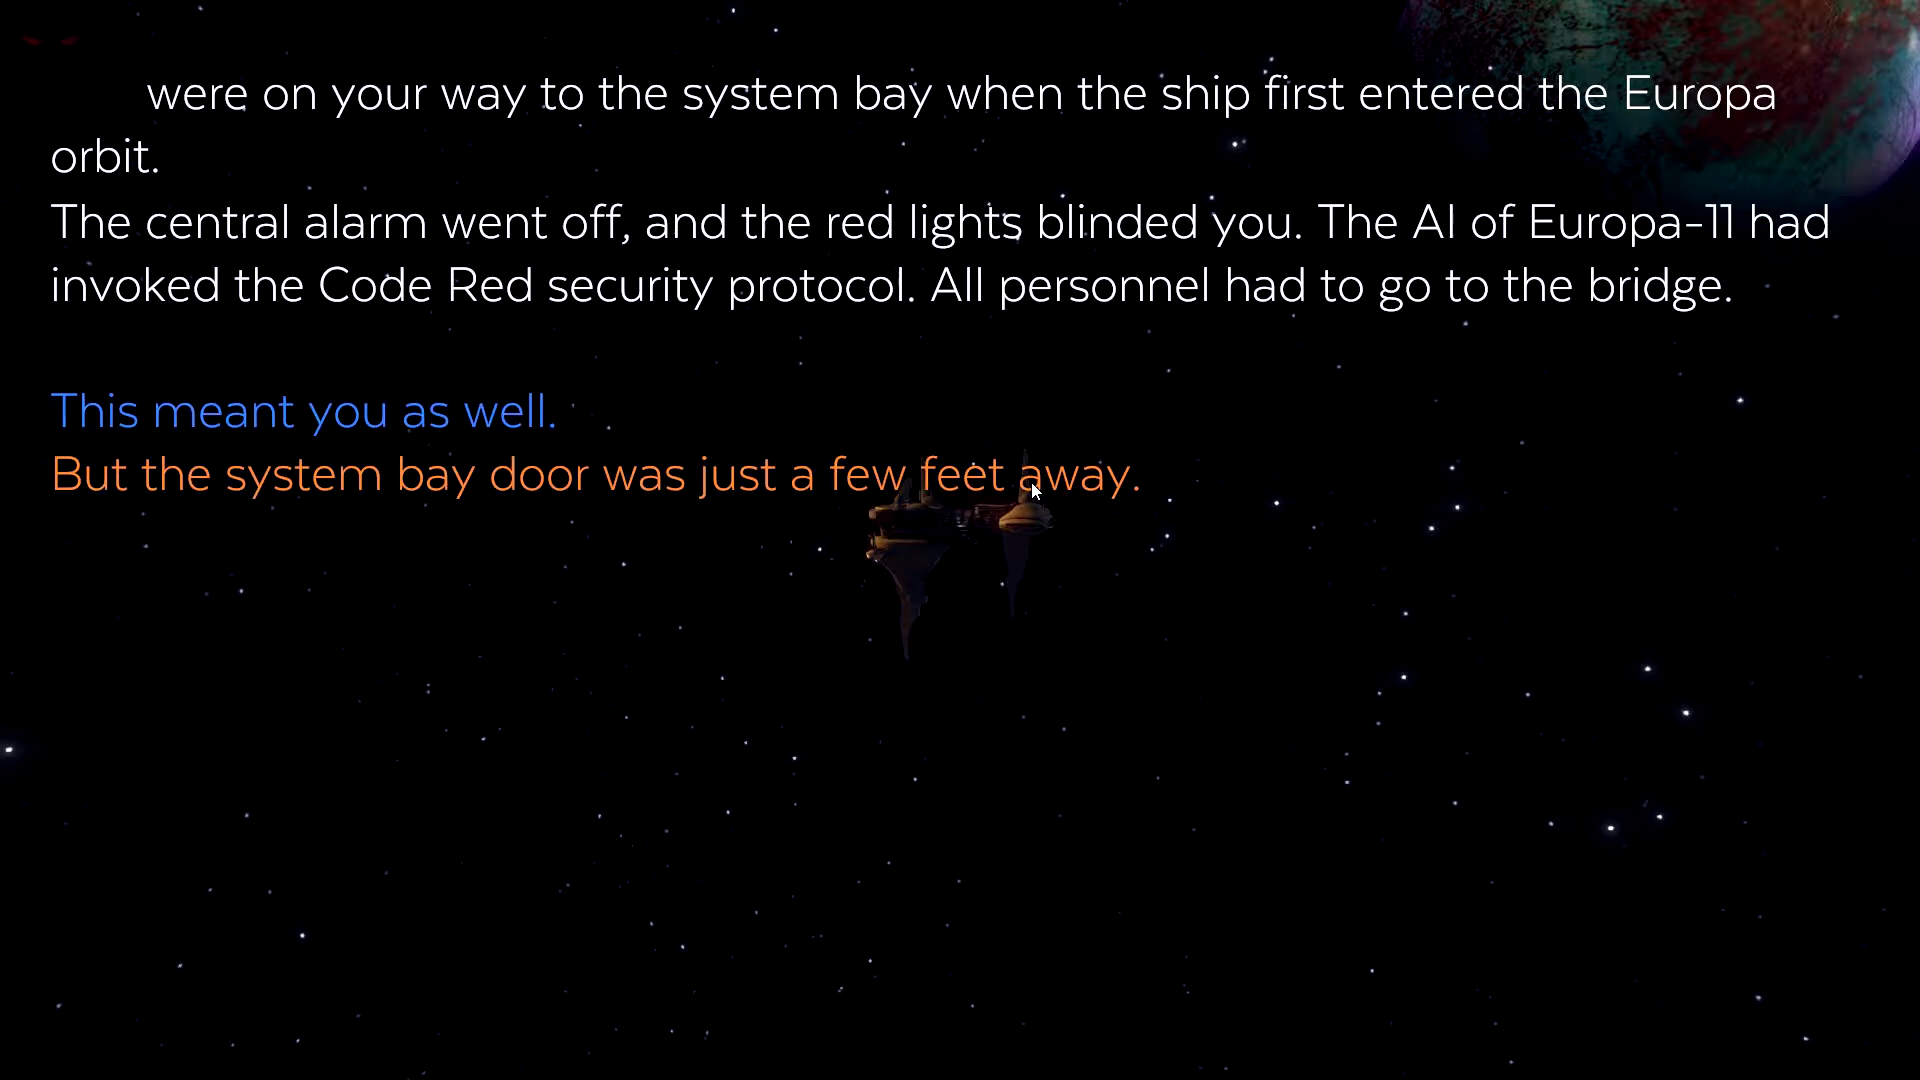 were on your way to the system bay when the ship first entered the Europa
orbit.
The central alarm went off, and the red lights blinded you. The AI of Europa-11 had
invoked the Code Red security protocol. All personnel had to go to the bridge.
This meant you as well.
But the system bay door was just a few feet away.